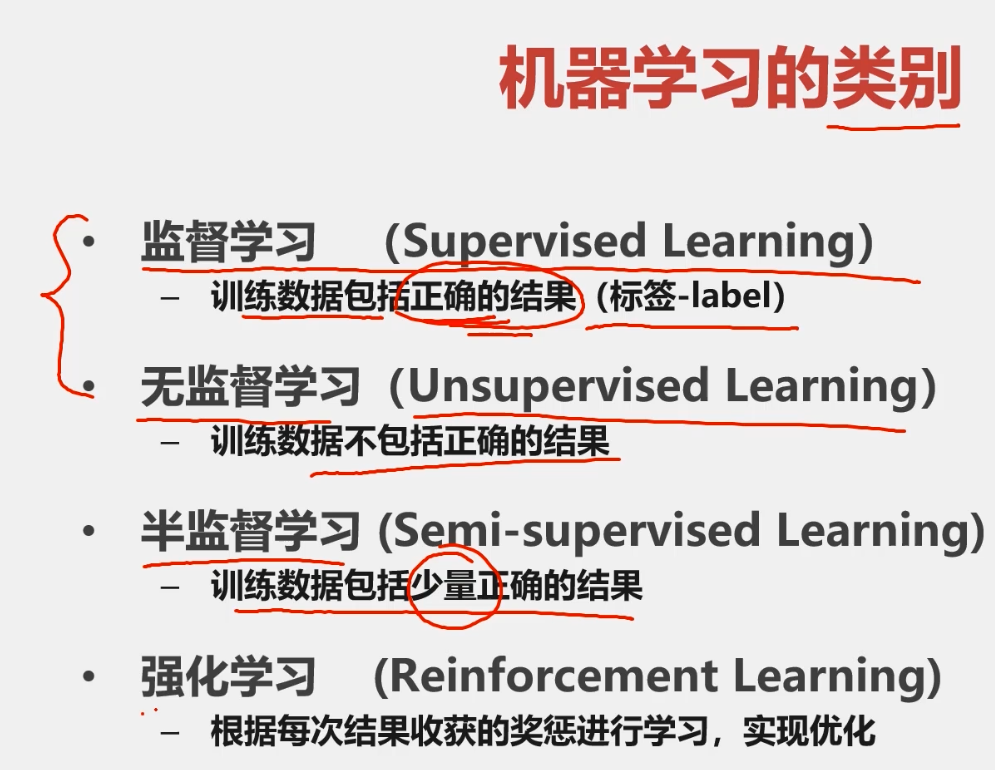 机器学习的类别
• 监督学习 (Supervised Learning)
– 训练数据包括正确的结果（标签-label）
• 无监督学习（Unsupervised Learning）
– 训练数据不包括正确的结果
• 半监督学习 (Semi-supervised Learning)
– 训练数据包括少量正确的结果
• 强化学习 (Reinforcement Learning)
– 根据每次结果收获的奖惩进行学习，实现优化